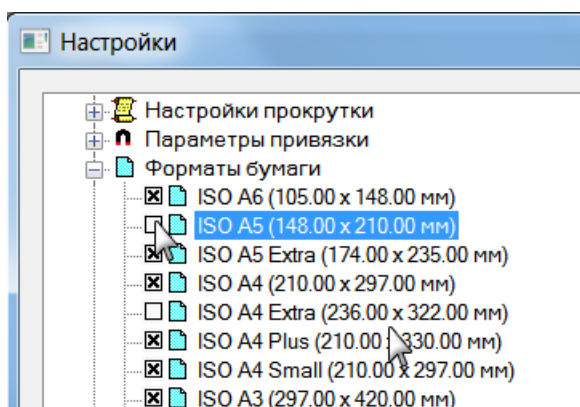 Настройки
Настройки прокрутки
Параметры привязки
Форматы бумаги
ISO A6 (105.00 x 148.00 мм)
ISO A5 (148.00 x 210.00 мм)
ISO A5 Extra (174.00 x 235.00 мм)
ISO A4 (210.00 x 297.00 мм)
ISO A4 Extra (236.00 x 322.00 мм)
ISO A4 Plus (210.00 x 330.00 мм)
ISO A4 Small (210.00 x 297.00 мм)
ISO A3 (297.00 x 420.00 мм)